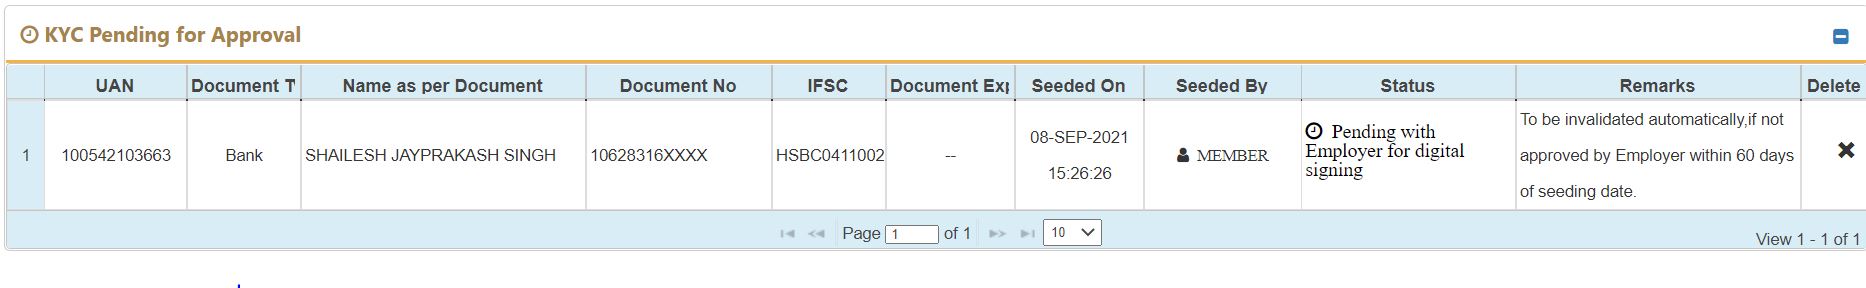 KYC Pending for Approval
UAN Document T Name as per Document Document No IFSC Document Exp Seeded On Seeded By Status Remarks Delete
1 100542103663 Bank SHAILESH JAYPRAKASH SINGH 10628316XXXX HSBC0411002 -- 08-SEP-2021 15:26:26 MEMBER
Pending with
Employer for digital
signing
To be invalidated automatically,if not
approved by Employer within 60 days
of seeding date.
Page 1 of 1 10
View 1 - 1 of 1